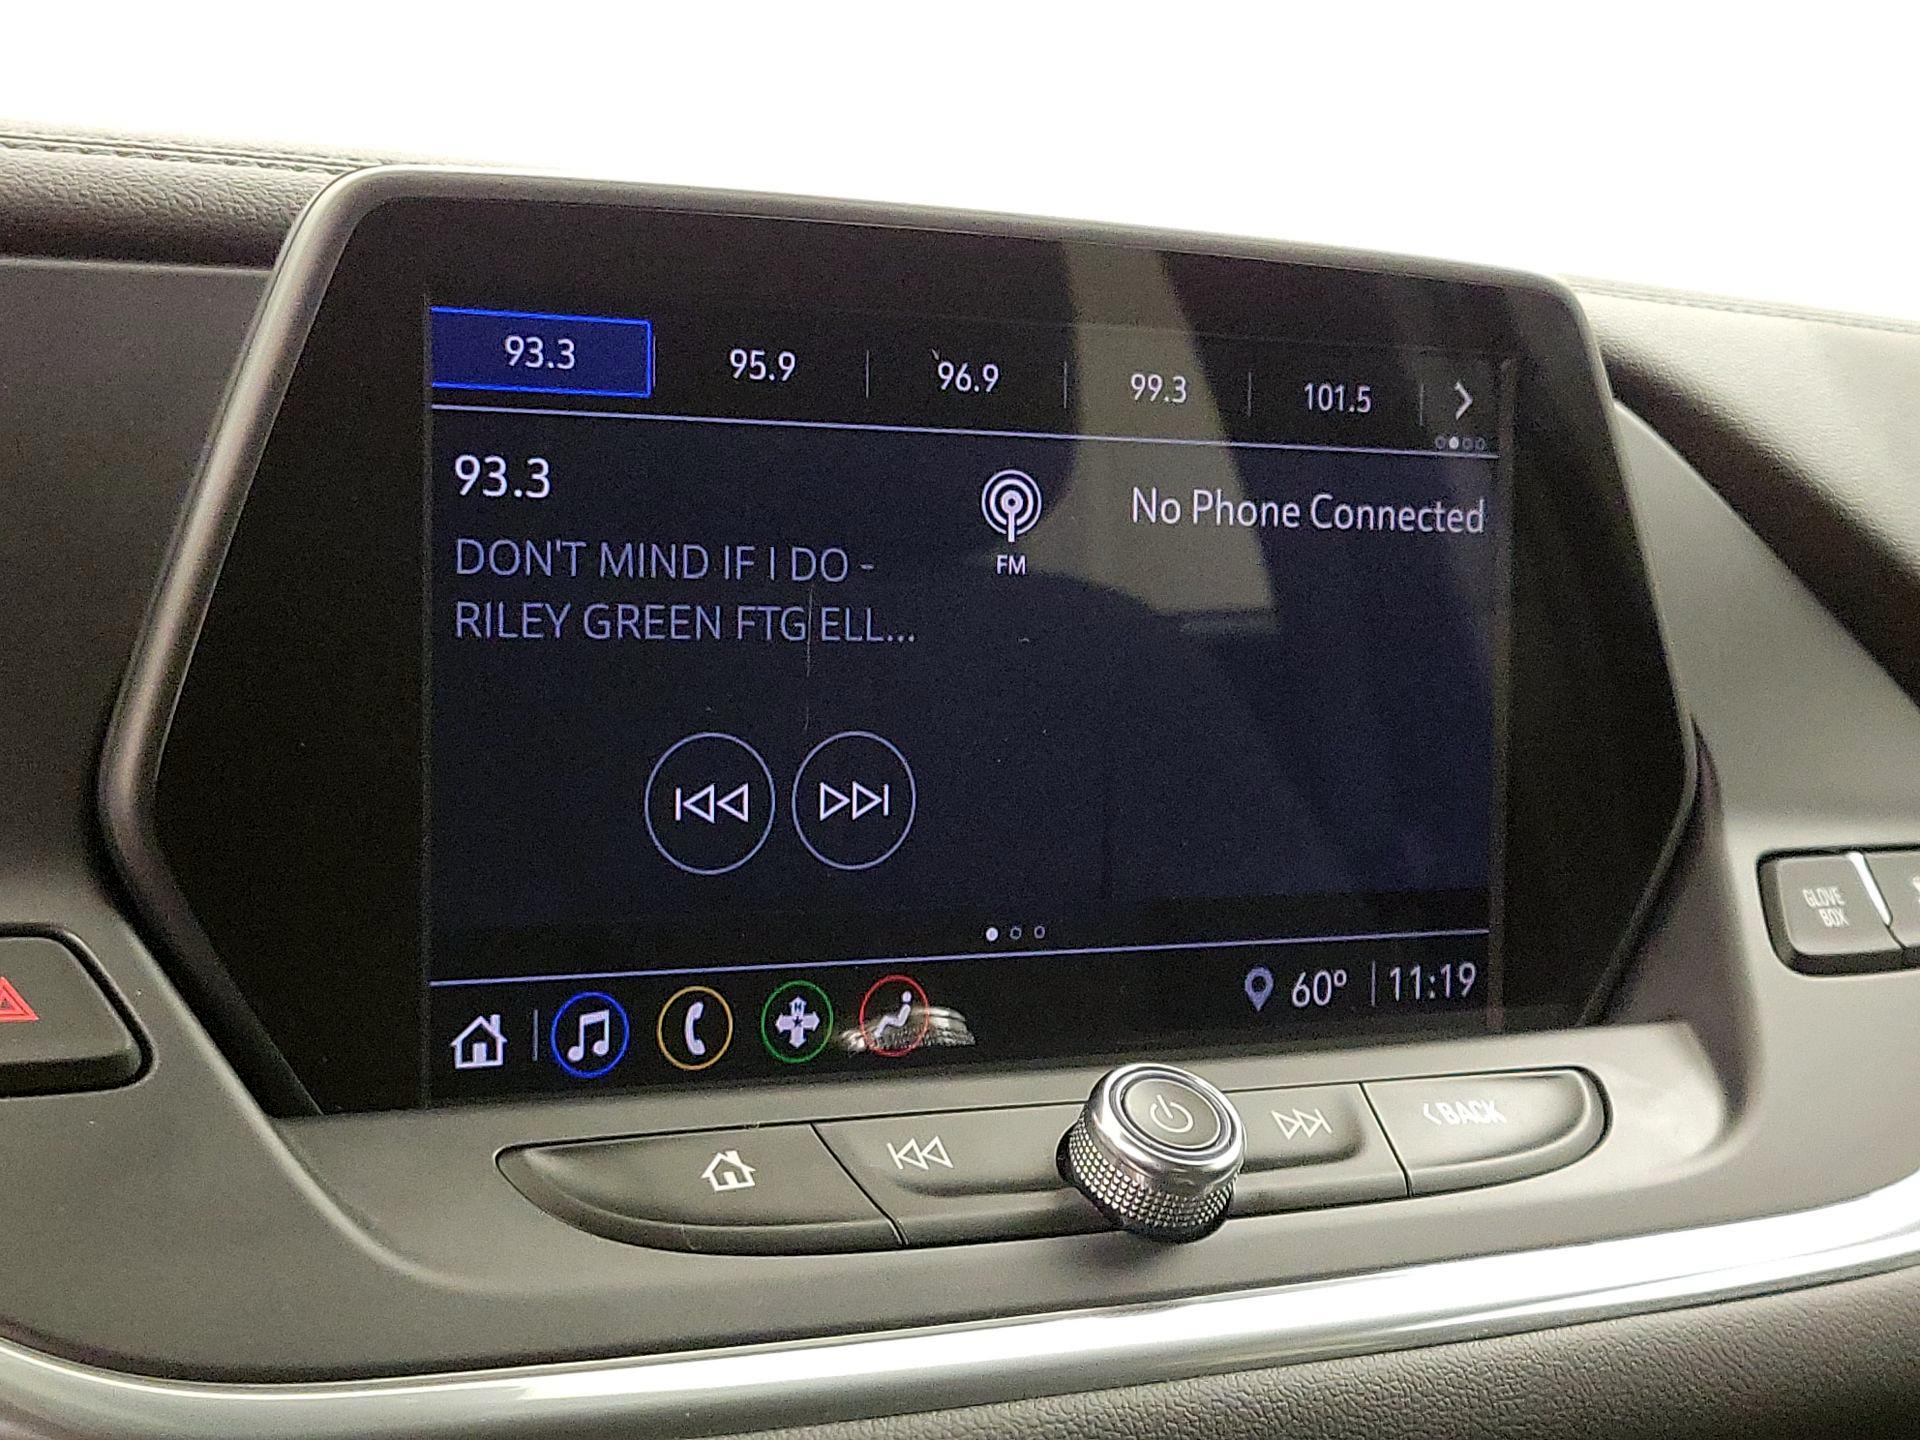 93.3 95.9 96.9 99.3 101.5
93.3
No Phone Connected
DON'T MIND IF I DO -
RILEY GREEN FTG ELL...
FM
60° 11:19
BACK
GLOVE
BOX